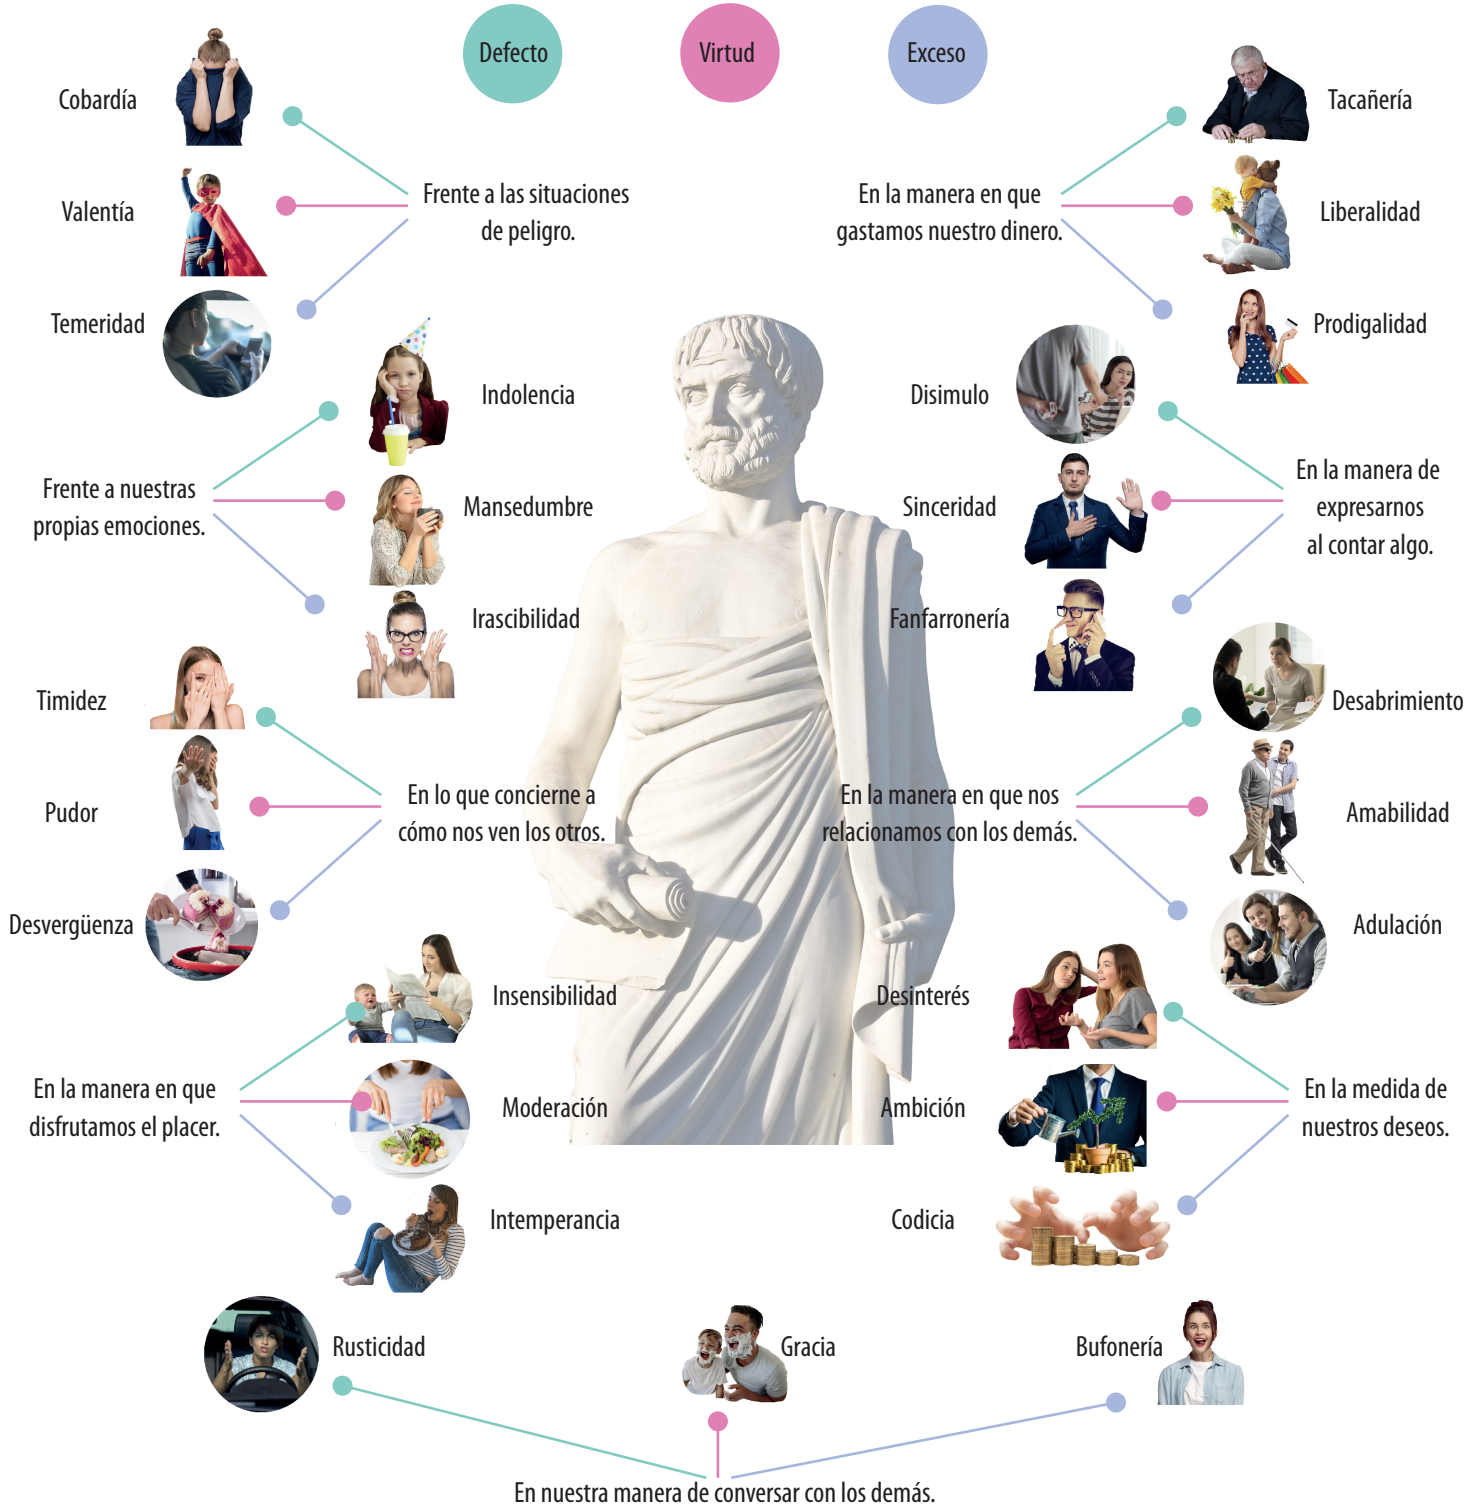 Defecto
Virtud
Exceso
Cobardía
Valentía
Temeridad
Frente a las situaciones
de peligro.
Tacañería
Liberalidad
Prodigalidad
En la manera en que
gastamos nuestro dinero.
Indolencia
Mansedumbre
Irascibilidad
Frente a nuestras
propias emociones.
Disimulo
Sinceridad
Fanfarronería
En la manera de
expresarnos
al contar algo.
Timidez
Pudor
Desvergüenza
En lo que concierne a
cómo nos ven los otros.
Desabrimiento
Amabilidad
Adulación
En la manera en que nos
relacionamos con los demás.
Insensibilidad
Moderación
Intemperancia
En la manera en que
disfrutamos el placer.
Desinterés
Ambición
Codicia
En la medida de
nuestros deseos.
Rusticidad
Gracia
Bufonería
En nuestra manera de conversar con los demás.